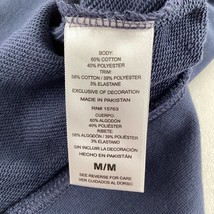 BODY:
60% COTTON
40% POLYESTER
TRIM:
58% COTTON / 39% POLYESTER
3% ELASTANE
EXCLUSIVE OF DECORATION
MADE IN PAKISTAN
RN# 15763
CUERPO:
60% ALGODÓN
40% POLIÉSTER
RIBETE:
58% ALGODÓN / 39% POLIÉSTER
3% ELASTANE
SIN INCLUIR LA DECORACIÓN
HECHO EN PAKISTÁN
M/M
SEE REVERSE FOR CARE
VER CUIDADOS AL DORSO